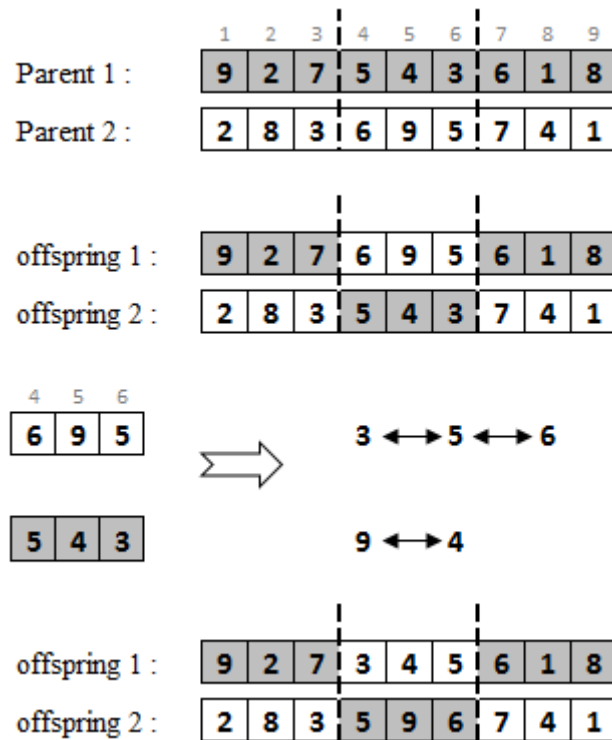 1 2 3 4 5 6 7 8 9
Parent 1 : 9 2 7 5 4 3 6 1 8
Parent 2 : 2 8 3 6 9 5 7 4 1
offspring 1 : 9 2 7 6 9 5 6 1 8
offspring 2 : 2 8 3 5 4 3 7 4 1
4 5 6
6 9 5
3 5 6
5 4 3
9 4
offspring 1 : 9 2 7 3 4 5 6 1 8
offspring 2 : 2 8 3 5 9 6 7 4 1